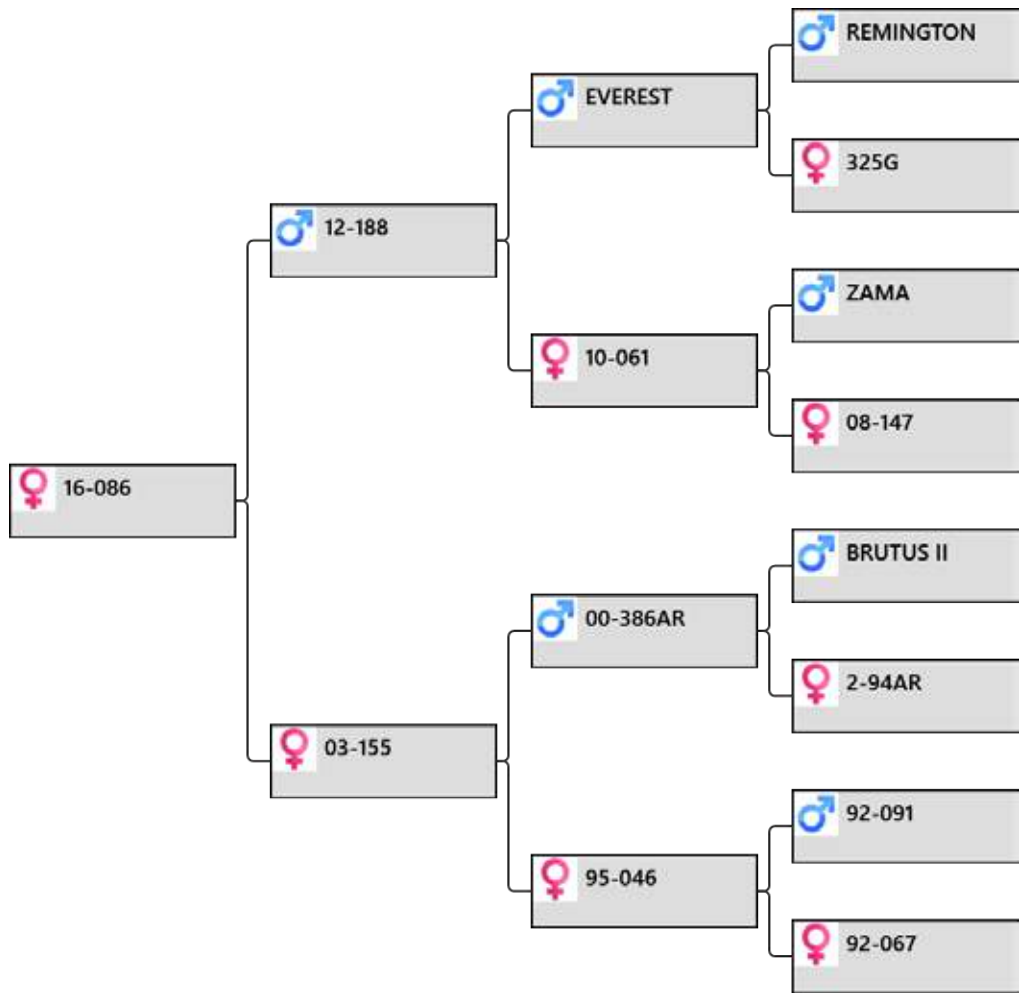 REMINGTON
EVEREST
325G
12-188
ZAMA
10-061
08-147
16-086
BRUTUS II
00-386AR
2-94AR
03-155
92-091
95-046
92-067